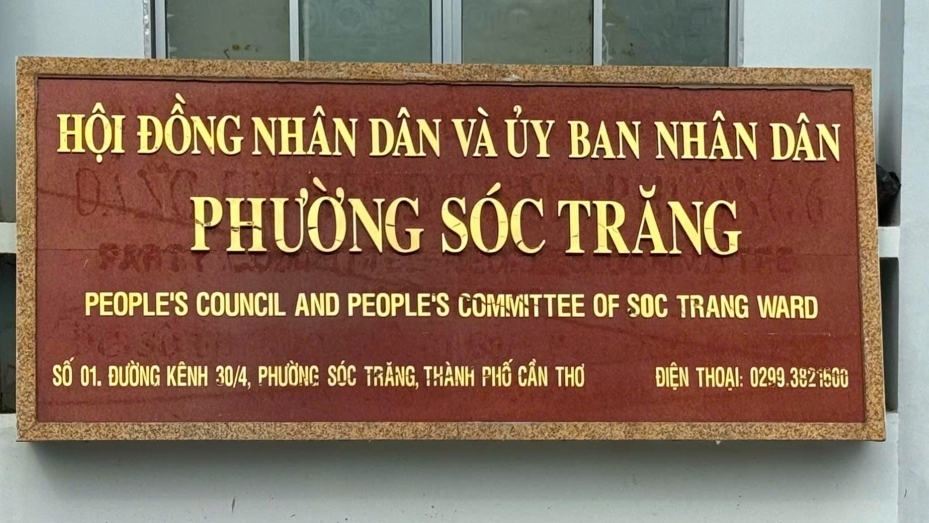 HỘI ĐỒNG NHÂN DÂN VÀ ỦY BAN NHÂN DÂN
PHƯỜNG SÓC TRĂNG
PEOPLE'S COUNCIL AND PEOPLE'S COMMITTEE OF SOC TRANG WARD
SỐ 01. ĐƯỜNG KÊNH 30/4, PHƯỜNG SÓC TRĂNG, THÀNH PHỐ CẦN THƠ ĐIỆN THOẠI: 0299.3821500